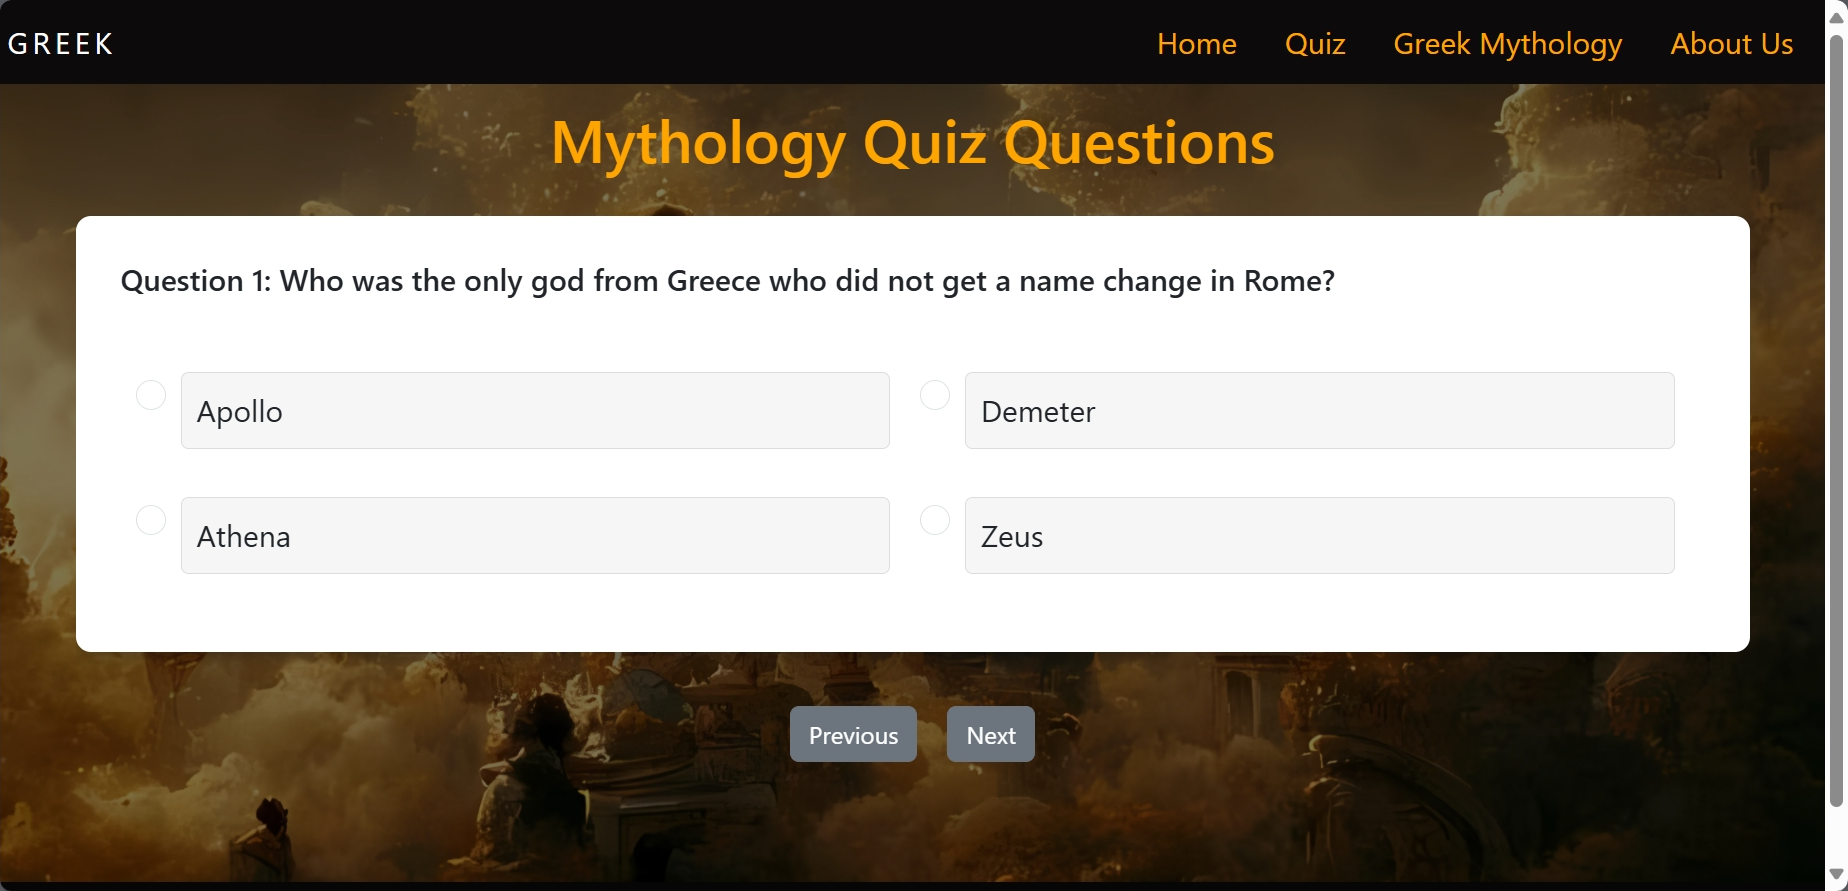 GREEK
Home Quiz Greek Mythology About Us
Mythology Quiz Questions
Question 1: Who was the only god from Greece who did not get a name change in Rome?
Apollo
Demeter
Athena
Zeus
Previous Next